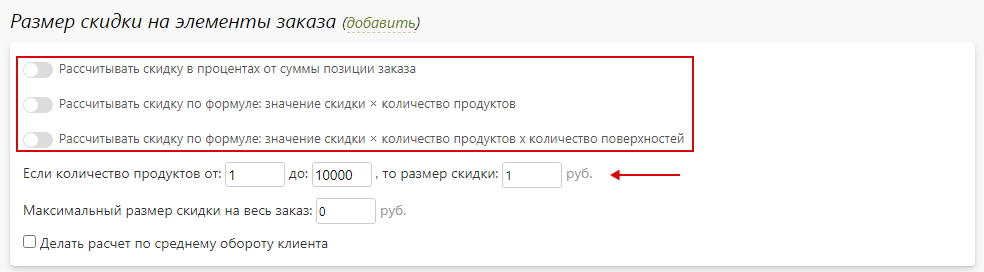 Размер скидки на элементы заказа (добавить)
Рассчитывать скидку в процентах от суммы позиции заказа
Рассчитывать скидку по формуле: значение скидки × количество продуктов
Рассчитывать скидку по формуле: значение скидки × количество продуктов x количество поверхностей
Если количество продуктов от: 1 до: 10000 , то размер скидки: 1 руб.
Максимальный размер скидки на весь заказ: 0 руб.
Делать расчет по среднему обороту клиента